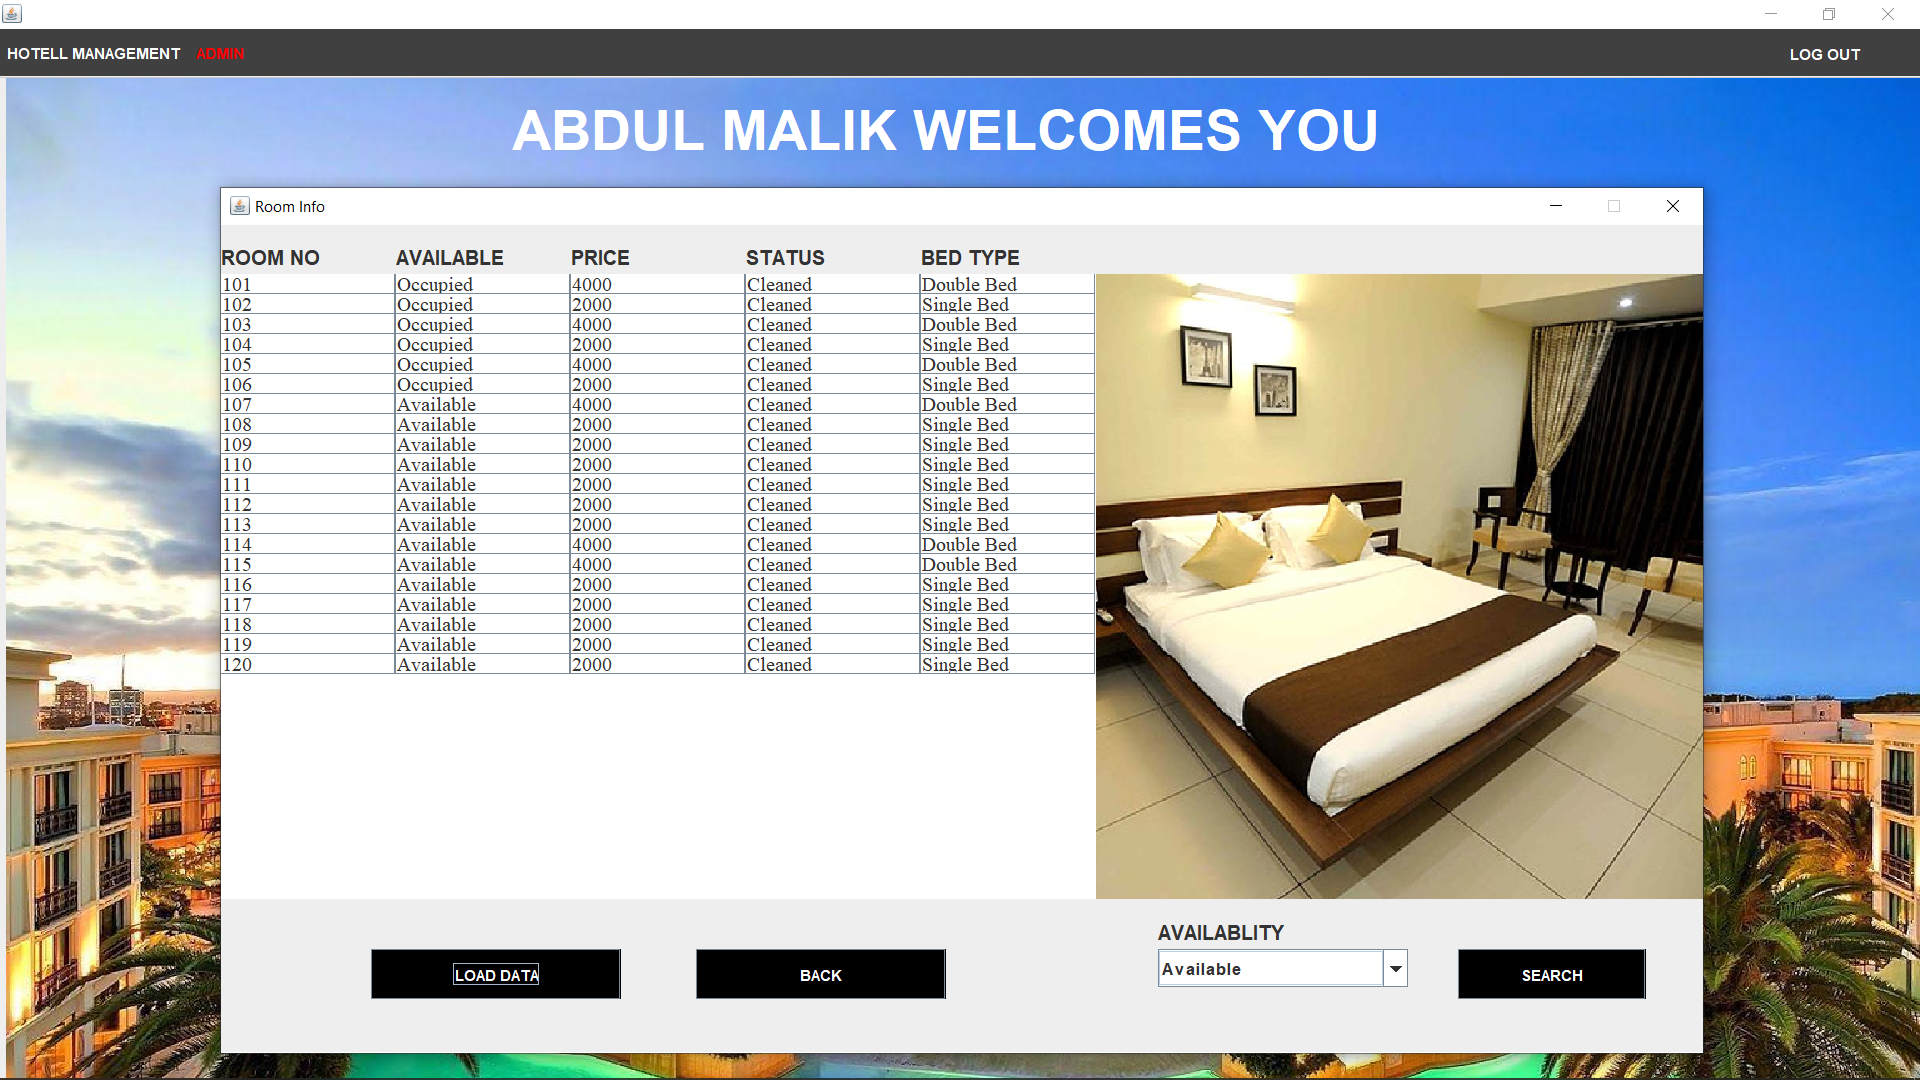 HOTELL MANAGEMENT ADMIN LOG OUT
ABDUL MALIK WELCOMES YOU
Room Info
ROOM NO AVAILABLE PRICE STATUS BED TYPE
101 Occupied 4000 Cleaned Double Bed
102 Occupied 2000 Cleaned Single Bed
103 Occupied 4000 Cleaned Double Bed
104 Occupied 2000 Cleaned Single Bed
105 Occupied 4000 Cleaned Double Bed
106 Occupied 2000 Cleaned Single Bed
107 Available 4000 Cleaned Double Bed
108 Available 2000 Cleaned Single Bed
109 Available 2000 Cleaned Single Bed
110 Available 2000 Cleaned Single Bed
111 Available 2000 Cleaned Single Bed
112 Available 2000 Cleaned Single Bed
113 Available 2000 Cleaned Single Bed
114 Available 4000 Cleaned Double Bed
115 Available 4000 Cleaned Double Bed
116 Available 2000 Cleaned Single Bed
117 Available 2000 Cleaned Single Bed
118 Available 2000 Cleaned Single Bed
119 Available 2000 Cleaned Single Bed
120 Available 2000 Cleaned Single Bed
AVAILABLITY
LOAD DATA BACK Available SEARCH